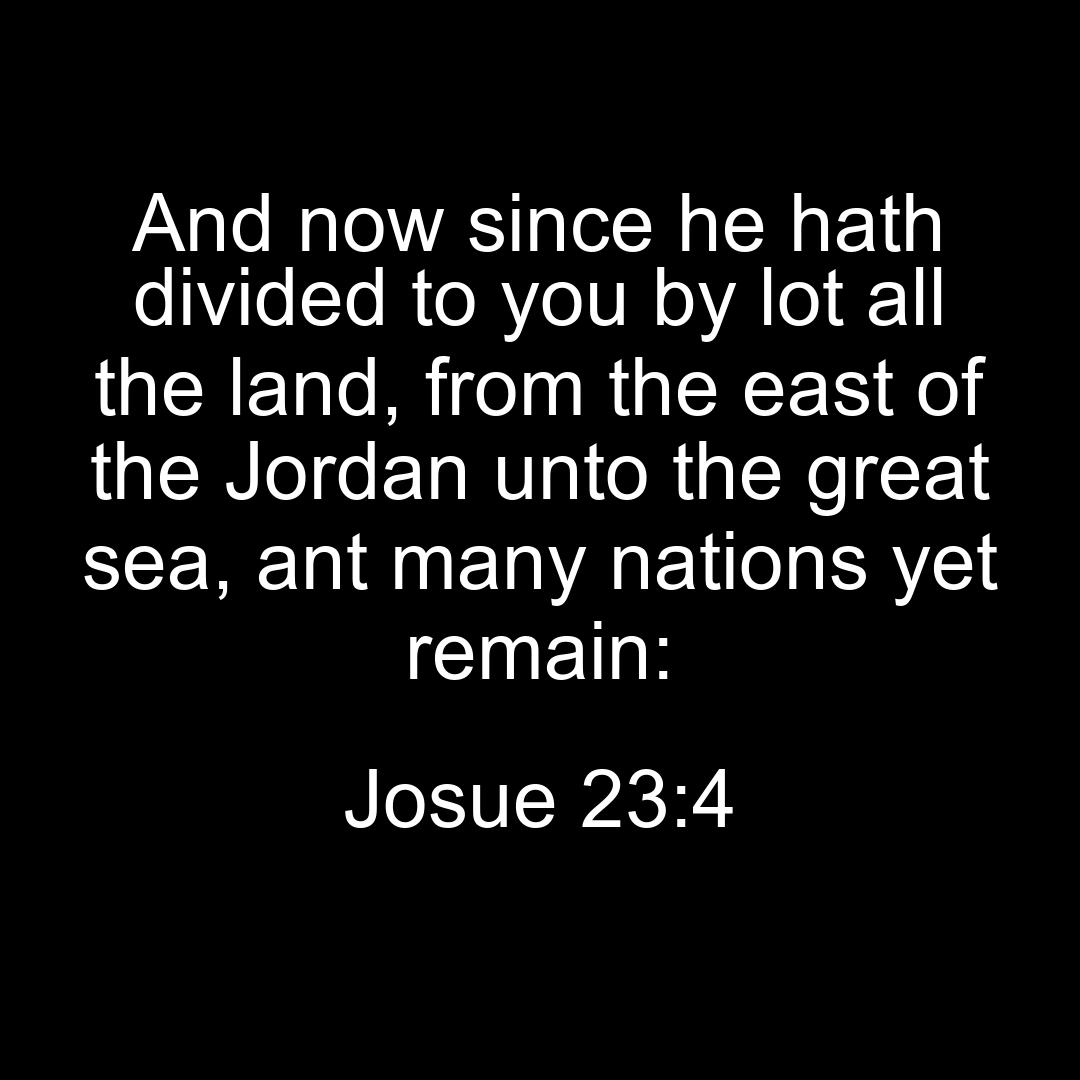 And now since he hath
divided to you by lot all
the land, from the east of
the Jordan unto the great
sea, ant many nations yet
remain:
Josue 23:4